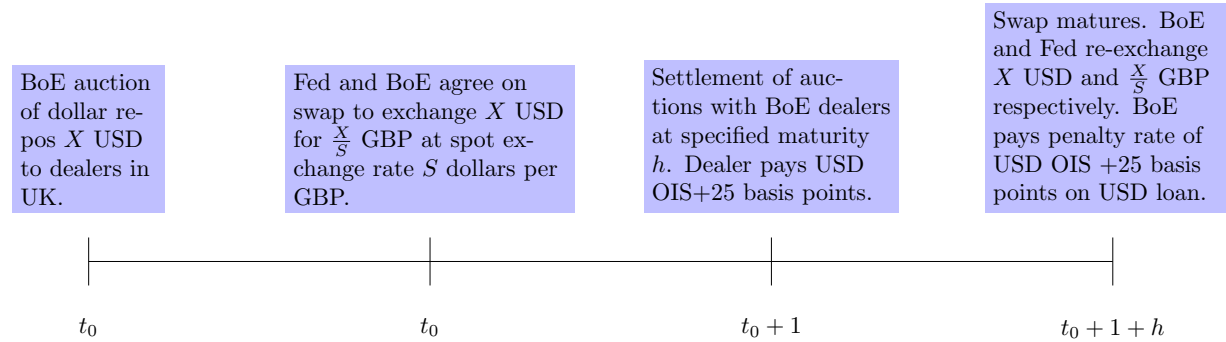 BoE auction
of dollar re-
pos X USD
to dealers in
UK.
Fed and BoE agree on
swap to exchange X USD
for X/S GBP at spot ex-
change rate S dollars per
GBP.
Settlement of auc-
tions with BoE dealers
at specified maturity
h. Dealer pays USD
OIS+25 basis points.
Swap matures. BoE
and Fed re-exchange
X USD and X/S GBP
respectively. BoE
pays penalty rate of
USD OIS +25 basis
points on USD loan.
t₀
t₀
t₀ + 1
t₀ + 1 + h